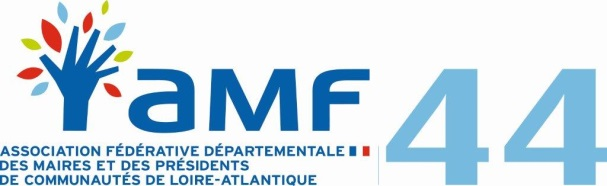 aMF 44
ASSOCIATION FÉDÉRATIVE DÉPARTEMENTALE
DES MAIRES ET DES PRÉSIDENTS
DE COMMUNAUTÉS DE LOIRE-ATLANTIQUE